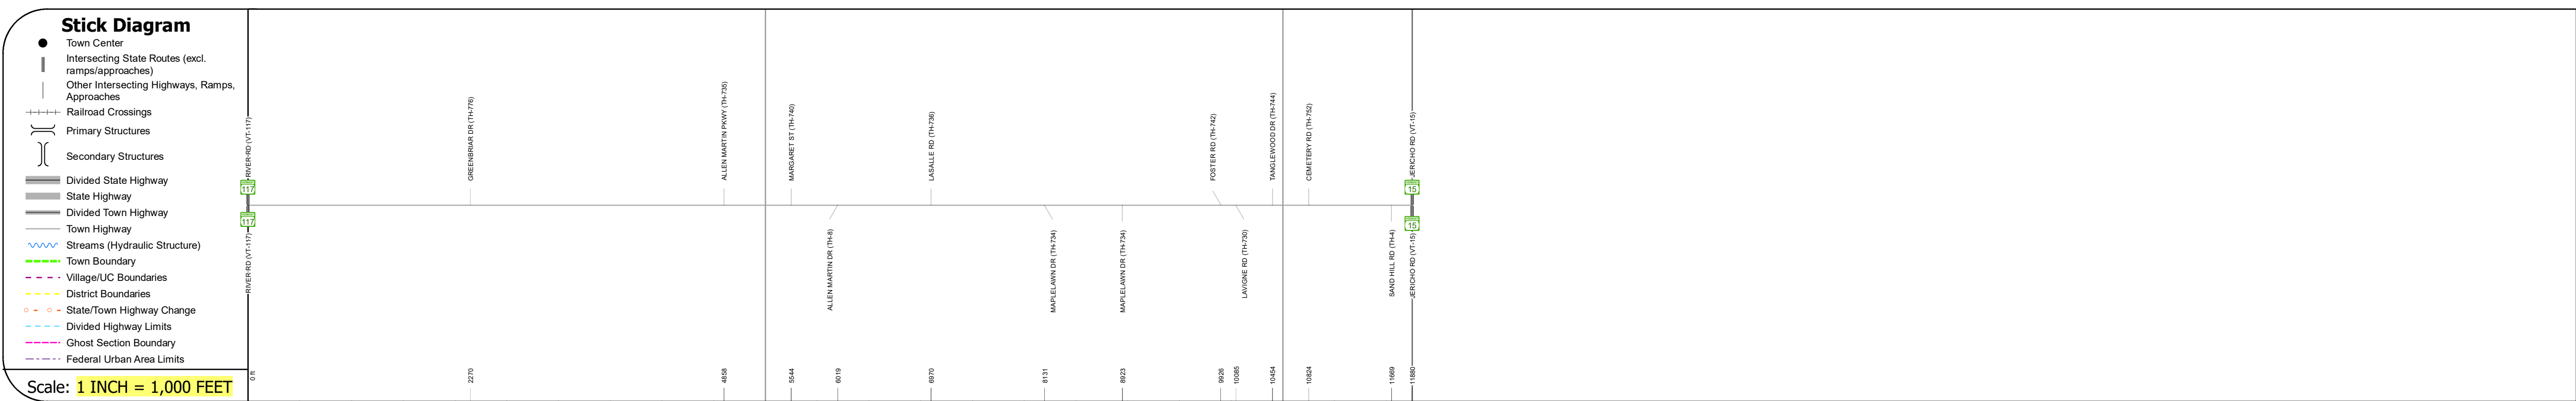 Stick Diagram
Town Center
Intersecting State Routes (excl.
ramps/approaches)
Other Intersecting Highways, Ramps,
Approaches
Railroad Crossings
Primary Structures
Secondary Structures
Divided State Highway
State Highway
Divided Town Highway
Town Highway
Streams (Hydraulic Structure)
Town Boundary
Village/UC Boundaries
District Boundaries
State/Town Highway Change
Divided Highway Limits
Ghost Section Boundary
Federal Urban Area Limits
Scale: 1 INCH = 1,000 FEET
RIVER RD (VT-117)
GREENBRIAR DR (TH-776)
ALLEN MARTIN PKWY (TH-735)
MARGARET ST (TH-740)
LASALLE RD (TH-736)
FOSTER RD (TH-742)
TANGLEWOOD DR (TH-744)
CEMETERY RD (TH-752)
JERICHO RD (VT-15)
117
15
117
15
RIVER RD (VT-117)
ALLEN MARTIN DR (TH-8)
MAPLELAWN DR (TH-734)
MAPLELAWN DR (TH-734)
LAVIGNE RD (TH-730)
SAND HILL RD (TH-4)
JERICHO RD (VT-15)
0 ft
2270
4858
5544
6019
6970
8131
8923
9926
10085
10454
10824
11669
11880